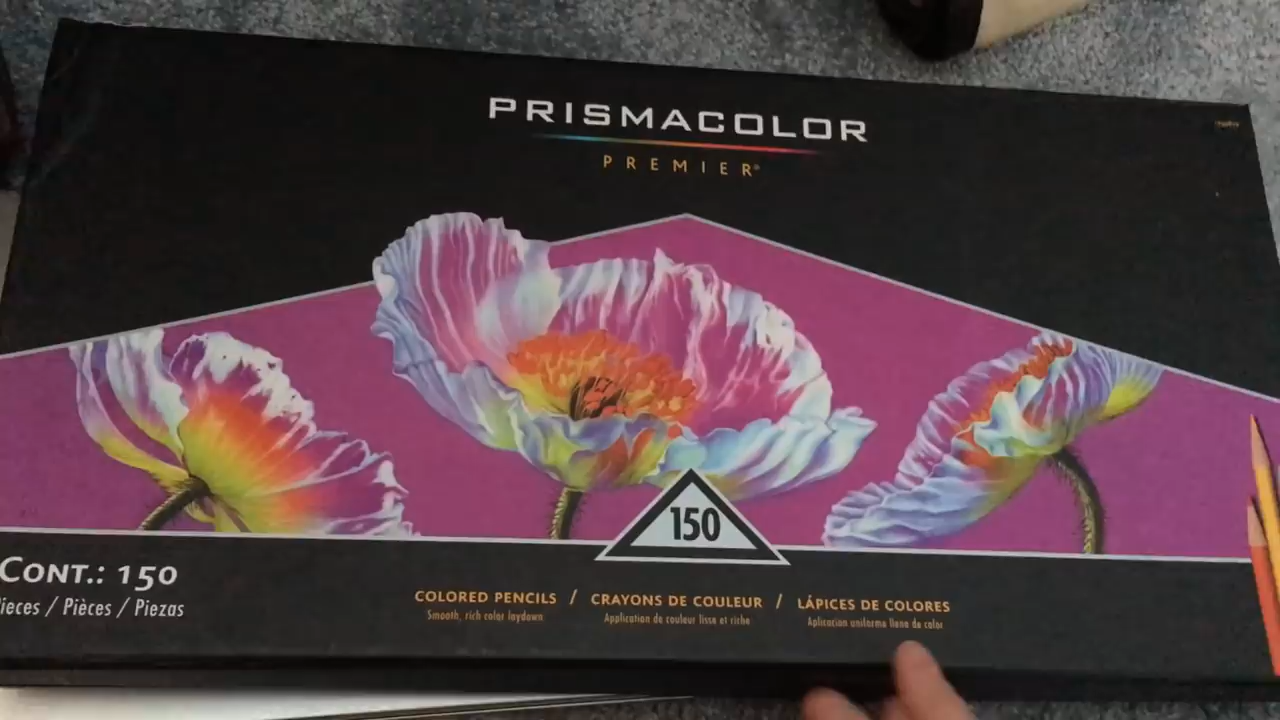 PRISMACOLOR
PREMIER®
150
CONT.: 150
ieces / Pièces / Piezas
COLORED PENCILS / CRAYONS DE COULEUR / LÁPICES DE COLORES
Smooth, rich color laydown
Application de couleur lisse et riche
Aplicación uniforme llena de color